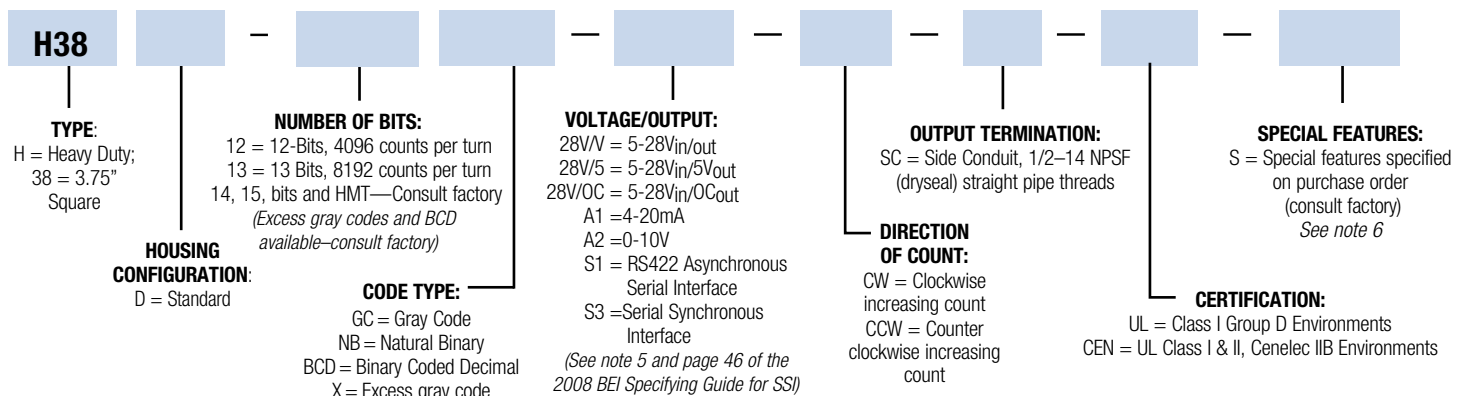 H38
TYPE:
H = Heavy Duty;
38 = 3.75”
Square
HOUSING
CONFIGURATION:
D = Standard
NUMBER OF BITS:
12 = 12-Bits, 4096 counts per turn
13 = 13 Bits, 8192 counts per turn
14, 15, bits and HMT—Consult factory
(Excess gray codes and BCD
available–consult factory)
CODE TYPE:
GC = Gray Code
NB = Natural Binary
BCD = Binary Coded Decimal
X = Excess gray code
VOLTAGE/OUTPUT:
28V/V = 5-28Vin/out
28V/5 = 5-28Vin/5Vout
28V/OC = 5-28Vin/OCout
A1 =4-20mA
A2 =0-10V
S1 = RS422 Asynchronous
Serial Interface
S3 =Serial Synchronous
Interface
(See note 5 and page 46 of the
2008 BEI Specifying Guide for SSI)
DIRECTION
OF COUNT:
CW = Clockwise
increasing count
CCW = Counter
clockwise increasing
count
OUTPUT TERMINATION:
SC = Side Conduit, 1/2–14 NPSF
(dryseal) straight pipe threads
CERTIFICATION:
UL = Class I Group D Environments
CEN = UL Class I & II, Cenelec IIB Environments
SPECIAL FEATURES:
S = Special features specified
on purchase order
(consult factory)
See note 6